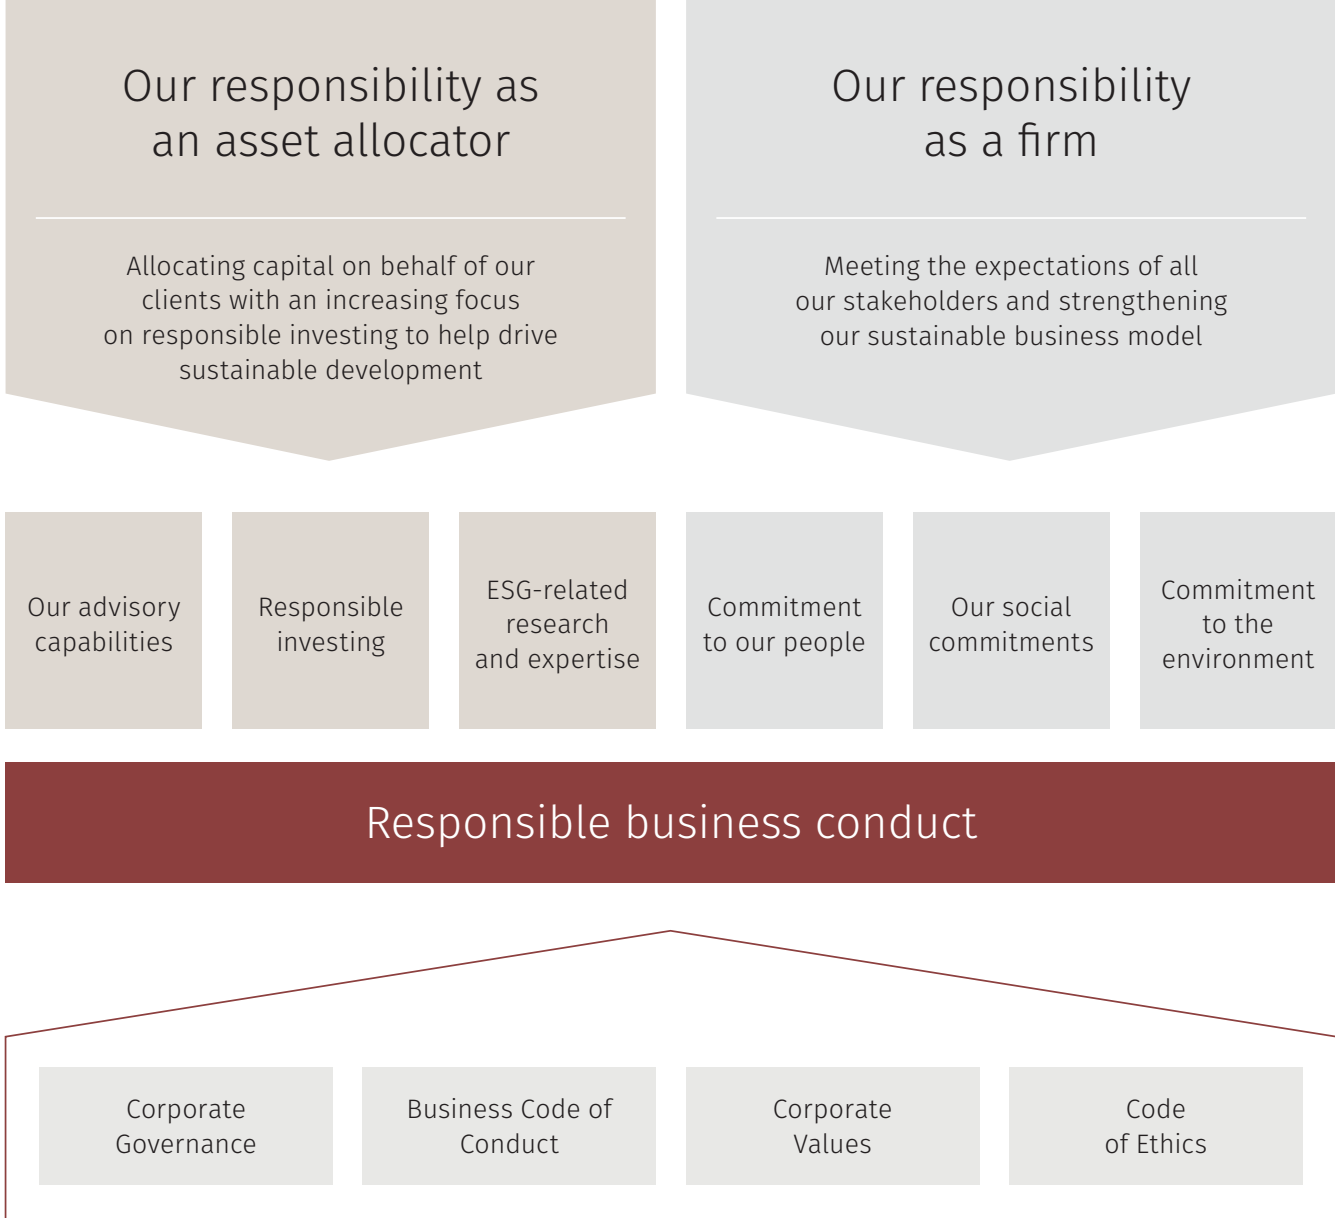 Our responsibility as
an asset allocator
Allocating capital on behalf of our
clients with an increasing focus
on responsible investing to help drive
sustainable development
Our responsibility
as a firm
Meeting the expectations of all
our stakeholders and strengthening
our sustainable business model
Our advisory
capabilities
Responsible
investing
ESG-related
research
and expertise
Commitment
to our people
Our social
commitments
Commitment
to the
environment
Responsible business conduct
Corporate
Governance
Business Code of
Conduct
Corporate
Values
Code
of Ethics